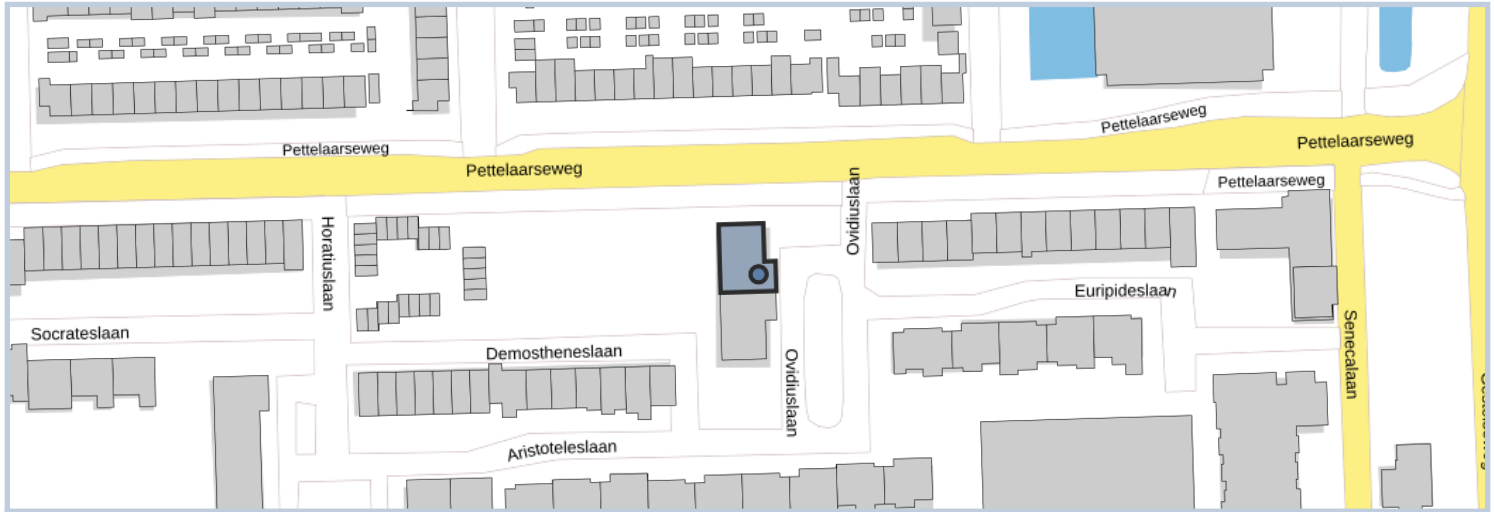 Pettelaarseweg
Pettelaarseweg
Pettelaarseweg
Pettelaarseweg
Pettelaarseweg
Ovidiuslaan
Horatiuslaan
Euripideslaan
Socrateslaan
Demostheneslaan
Senecalaan
Ovidiuslaan
Aristoteleslaan